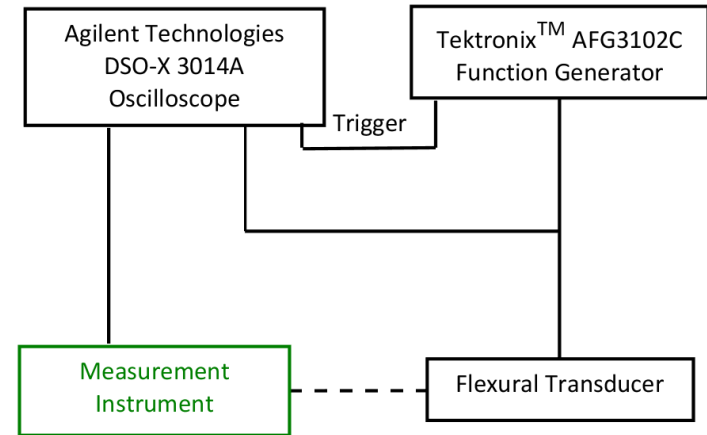 Agilent Technologies
DSO-X 3014A
Oscilloscope
Tektronix™ AFG3102C
Function Generator
Trigger
Measurement
Instrument
Flexural Transducer